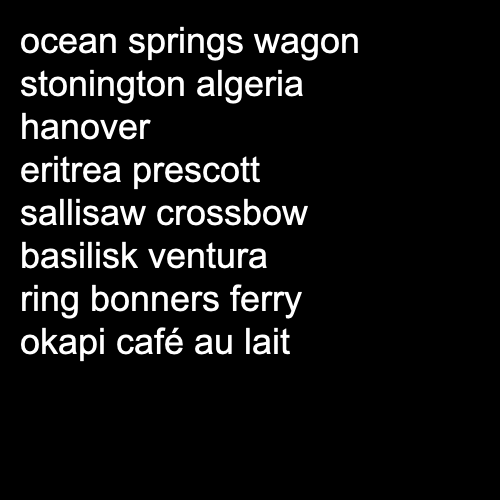 ocean springs wagon
stonington algeria
hanover
eritrea prescott
sallisaw crossbow
basilisk ventura
ring bonners ferry
okapi café au lait